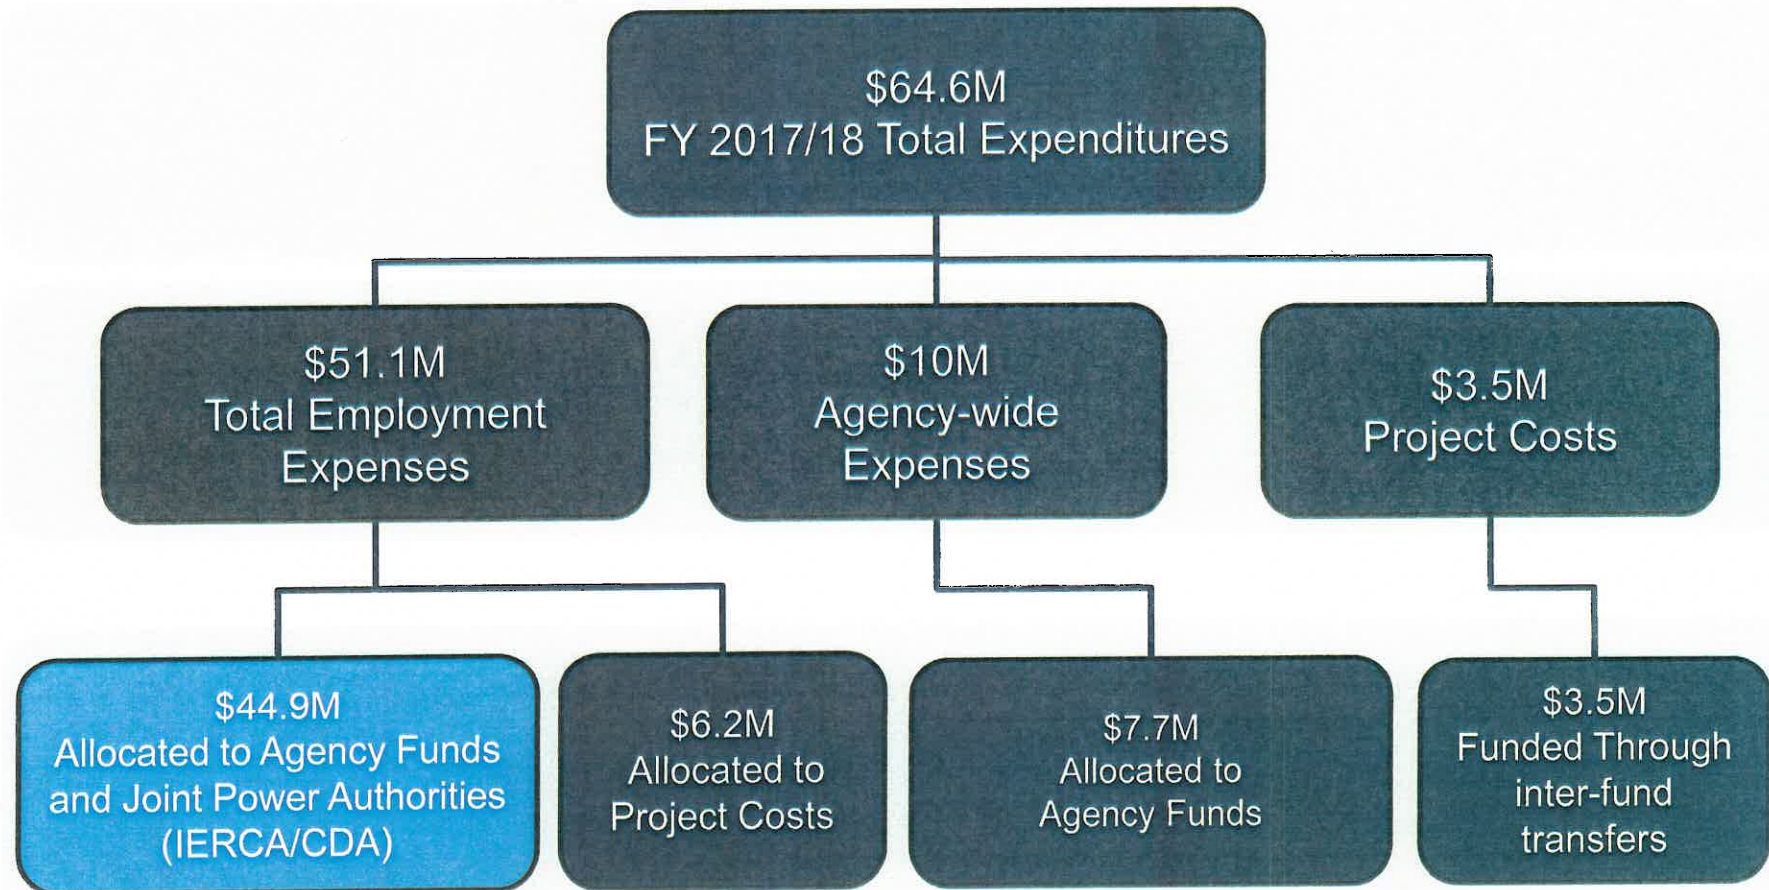 $64.6M
FY 2017/18 Total Expenditures
$51.1M
Total Employment
Expenses
$10M
Agency-wide
Expenses
$3.5M
Project Costs
$44.9M
Allocated to Agency Funds
and Joint Power Authorities
(IERCA/CDA)
$6.2M
Allocated to
Project Costs
$7.7M
Allocated to
Agency Funds
$3.5M
Funded Through
inter-fund
transfers